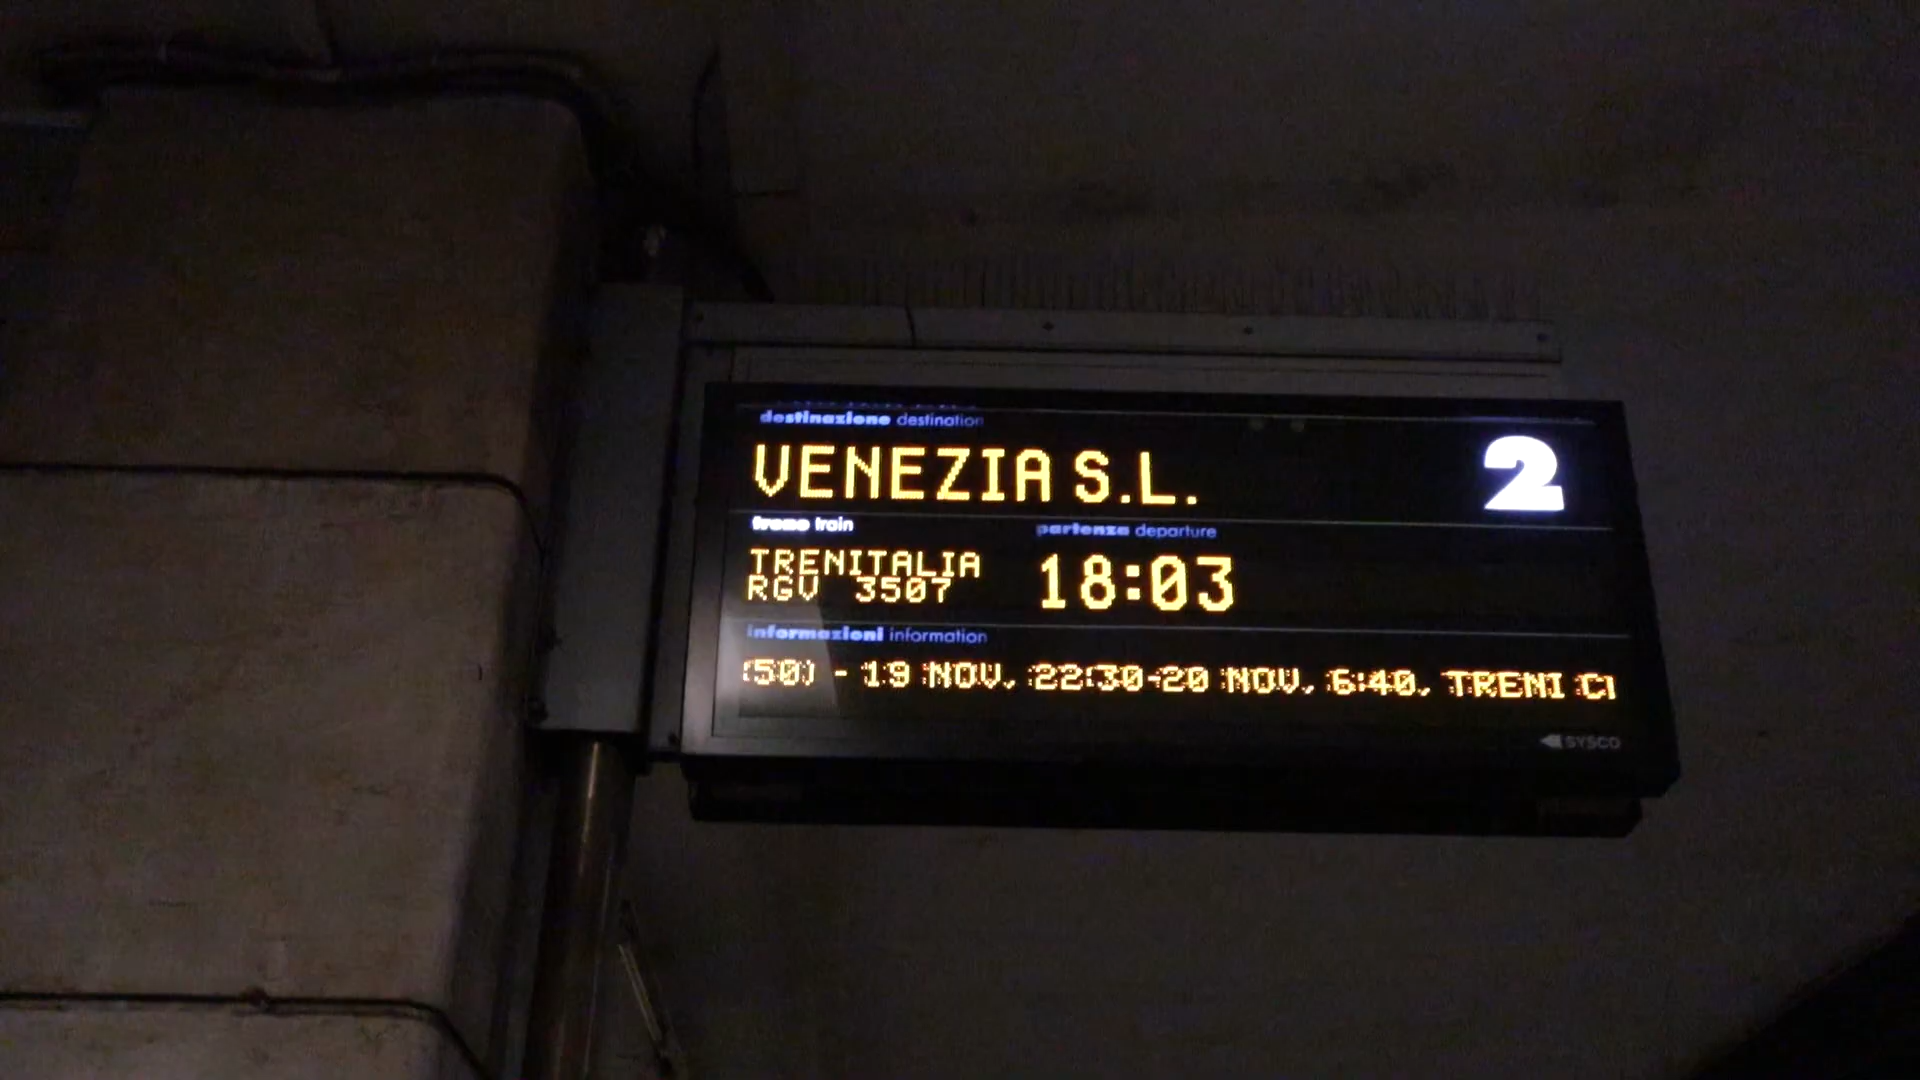 destinazione destination
VENEZIA S.L.
2
treno train
partenza departure
TRENITALIA
RGV 3507
18:03
informazioni information
(50) - 19 NOV, 22:30-20 NOV, 6:40, TRENI
SYSCO